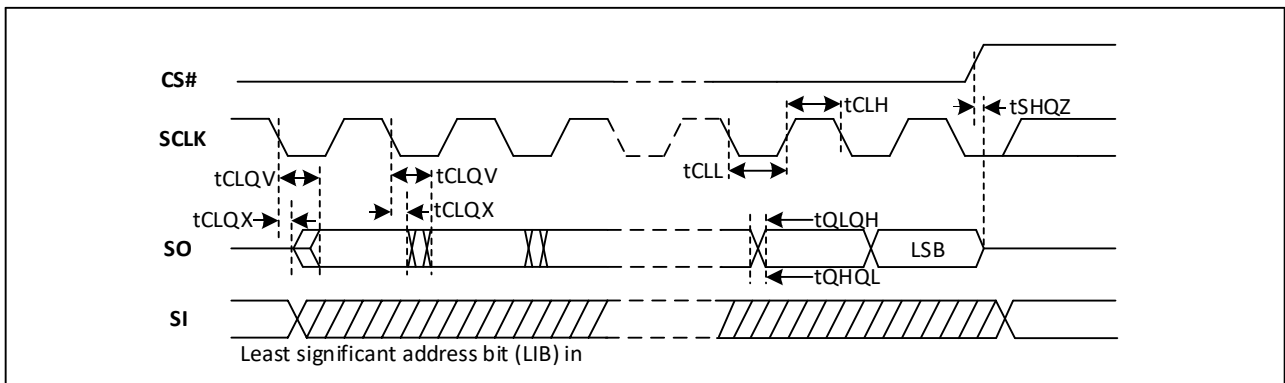 CS#
tCLH
tSHQZ
SCLK
tCLL
tCLQV
tCLQV
tCLQX
tCLQX
tQLQH
SO
LSB
tQHQL
SI
Least significant address bit (LIB) in